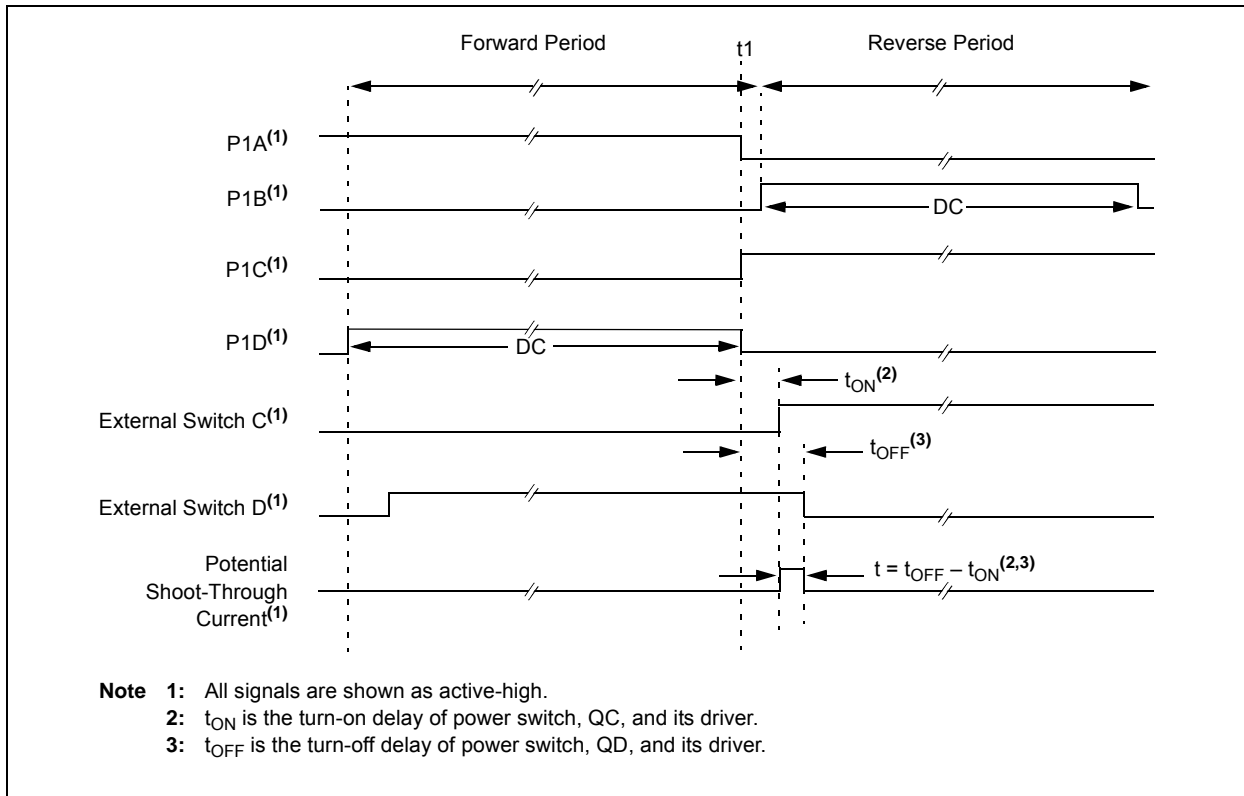 Forward Period
t1
Reverse Period
P1A(1)
P1B(1)
DC
P1C(1)
P1D(1)
DC
tON(2)
External Switch C(1)
tOFF(3)
External Switch D(1)
Potential
Shoot-Through
Current(1)
t = tOFF – tON(2,3)
Note 1: All signals are shown as active-high.
2: tON is the turn-on delay of power switch, QC, and its driver.
3: tOFF is the turn-off delay of power switch, QD, and its driver.